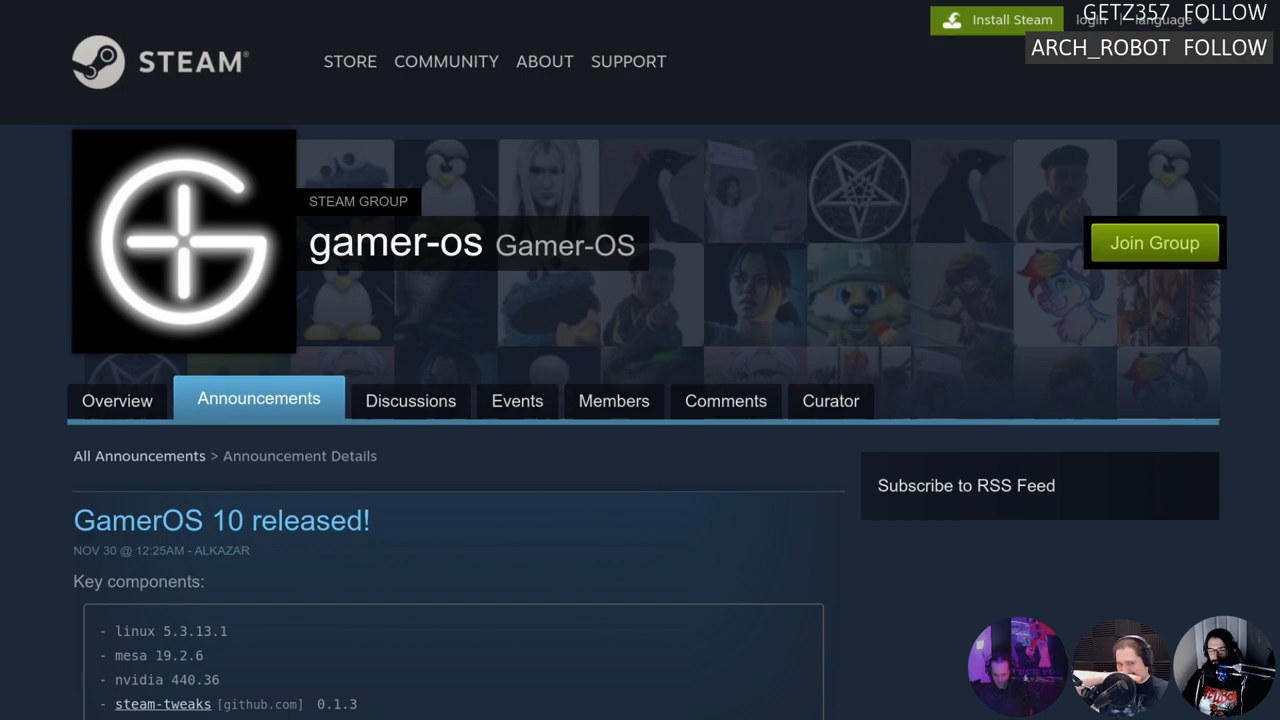 GETZ357 FOLLOW
Install Steam
login | language
ARCH_ROBOT FOLLOW
STEAM®
STORE COMMUNITY ABOUT SUPPORT
STEAM GROUP
gamer-os Gamer-OS
Join Group
Overview Announcements Discussions Events Members Comments Curator
All Announcements > Announcement Details
Subscribe to RSS Feed
GamerOS 10 released!
NOV 30 @ 12:25AM - ALKAZAR
Key components:
- linux 5.3.13.1
- mesa 19.2.6
- nvidia 440.36
- steam-tweaks [github.com] 0.1.3